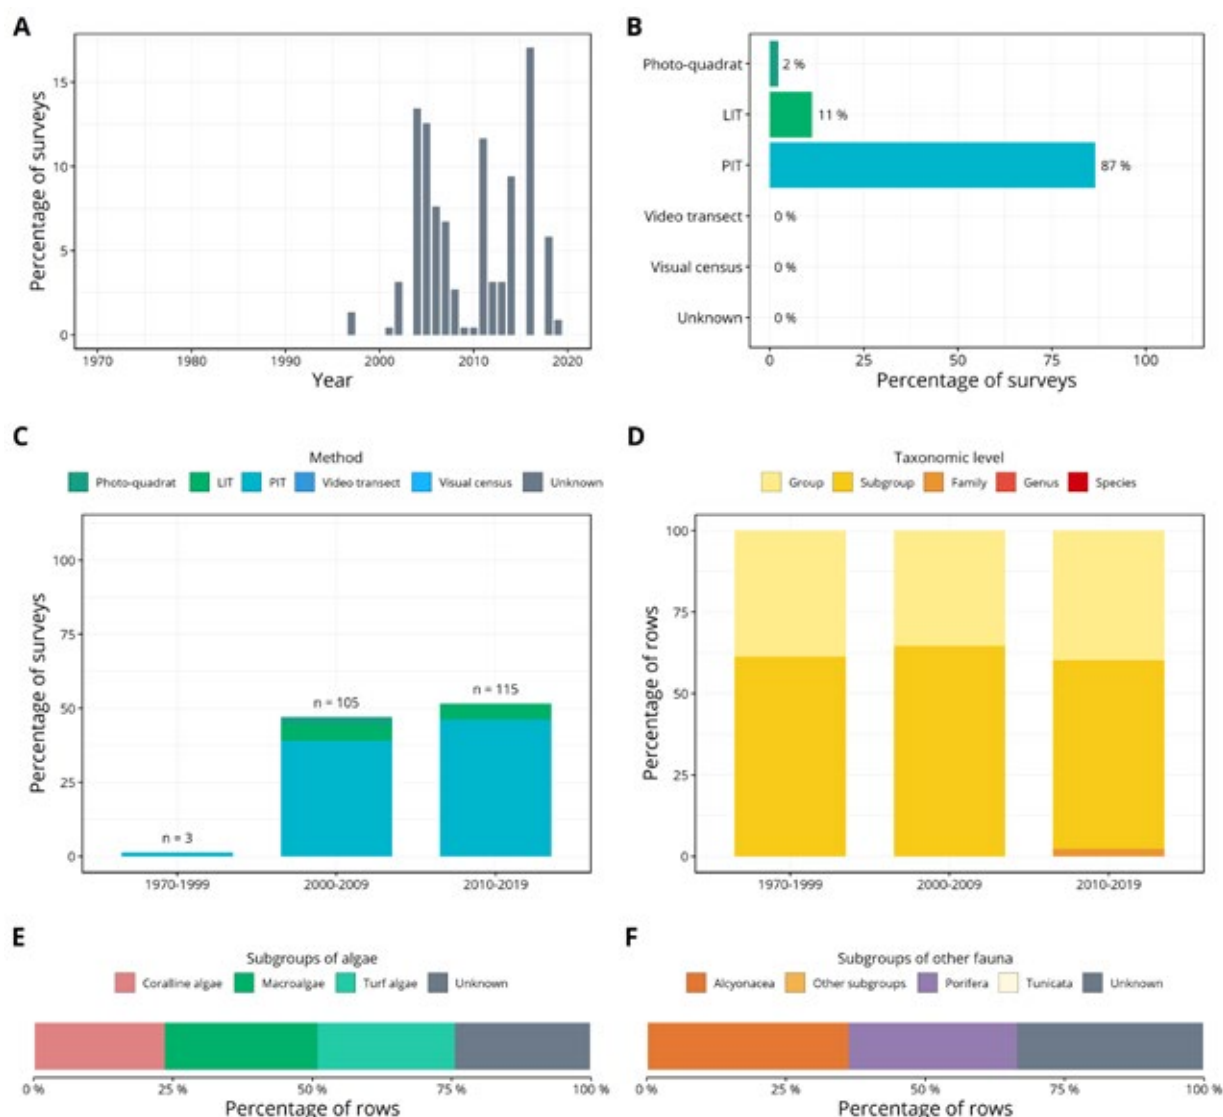 A
Percentage of surveys
15
10
5
0
1970 1980 1990 2000 2010 2020
Year
B
Photo-quadrat 2 %
LIT 11 %
PIT 87 %
Video transect 0 %
Visual census 0 %
Unknown 0 %
0 25 50 75 100
Percentage of surveys
C
Method
Photo-quadrat LIT PIT Video transect Visual census Unknown
Percentage of surveys
100
75
50
25
0
n = 3
n = 105
n = 115
1970-1999 2000-2009 2010-2019
D
Taxonomic level
Group Subgroup Family Genus Species
Percentage of rows
100
75
50
25
0
1970-1999 2000-2009 2010-2019
E
Subgroups of algae
Coralline algae Macroalgae Turf algae Unknown
0 % 25 % 50 % 75 % 100 %
Percentage of rows
F
Subgroups of other fauna
Alcyonacea Other subgroups Porifera Tunicata Unknown
0 % 25 % 50 % 75 % 100 %
Percentage of rows